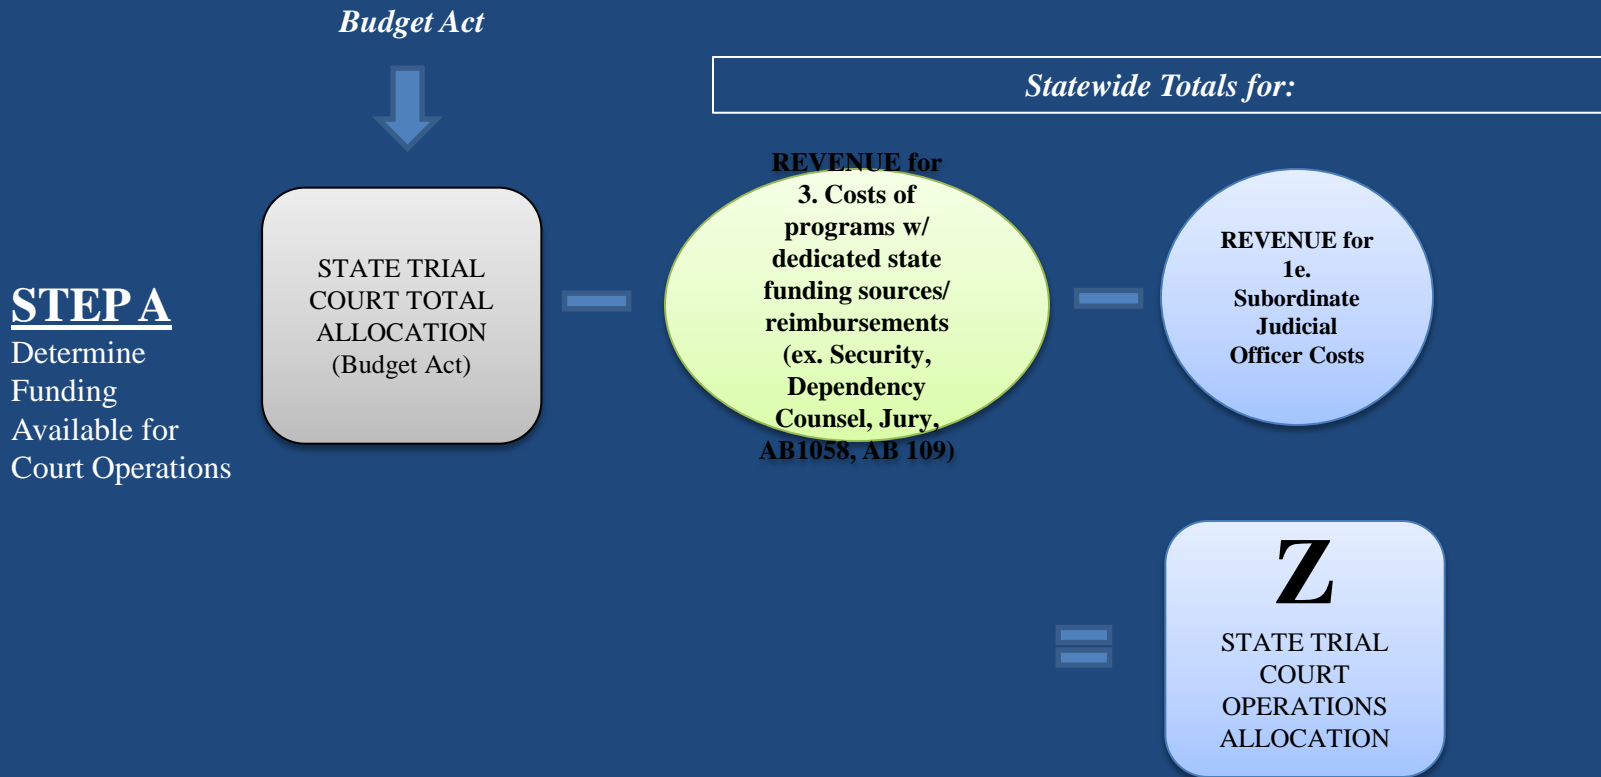 Budget Act
Statewide Totals for:
STEP A
Determine
Funding
Available for
Court Operations
STATE TRIAL
COURT TOTAL
ALLOCATION
(Budget Act)
REVENUE for
3. Costs of
programs w/
dedicated state
funding sources/
reimbursements
(ex. Security,
Dependency
Counsel, Jury,
AB1058, AB 109)
REVENUE for
1e.
Subordinate
Judicial
Officer Costs
Z
STATE TRIAL
COURT
OPERATIONS
ALLOCATION